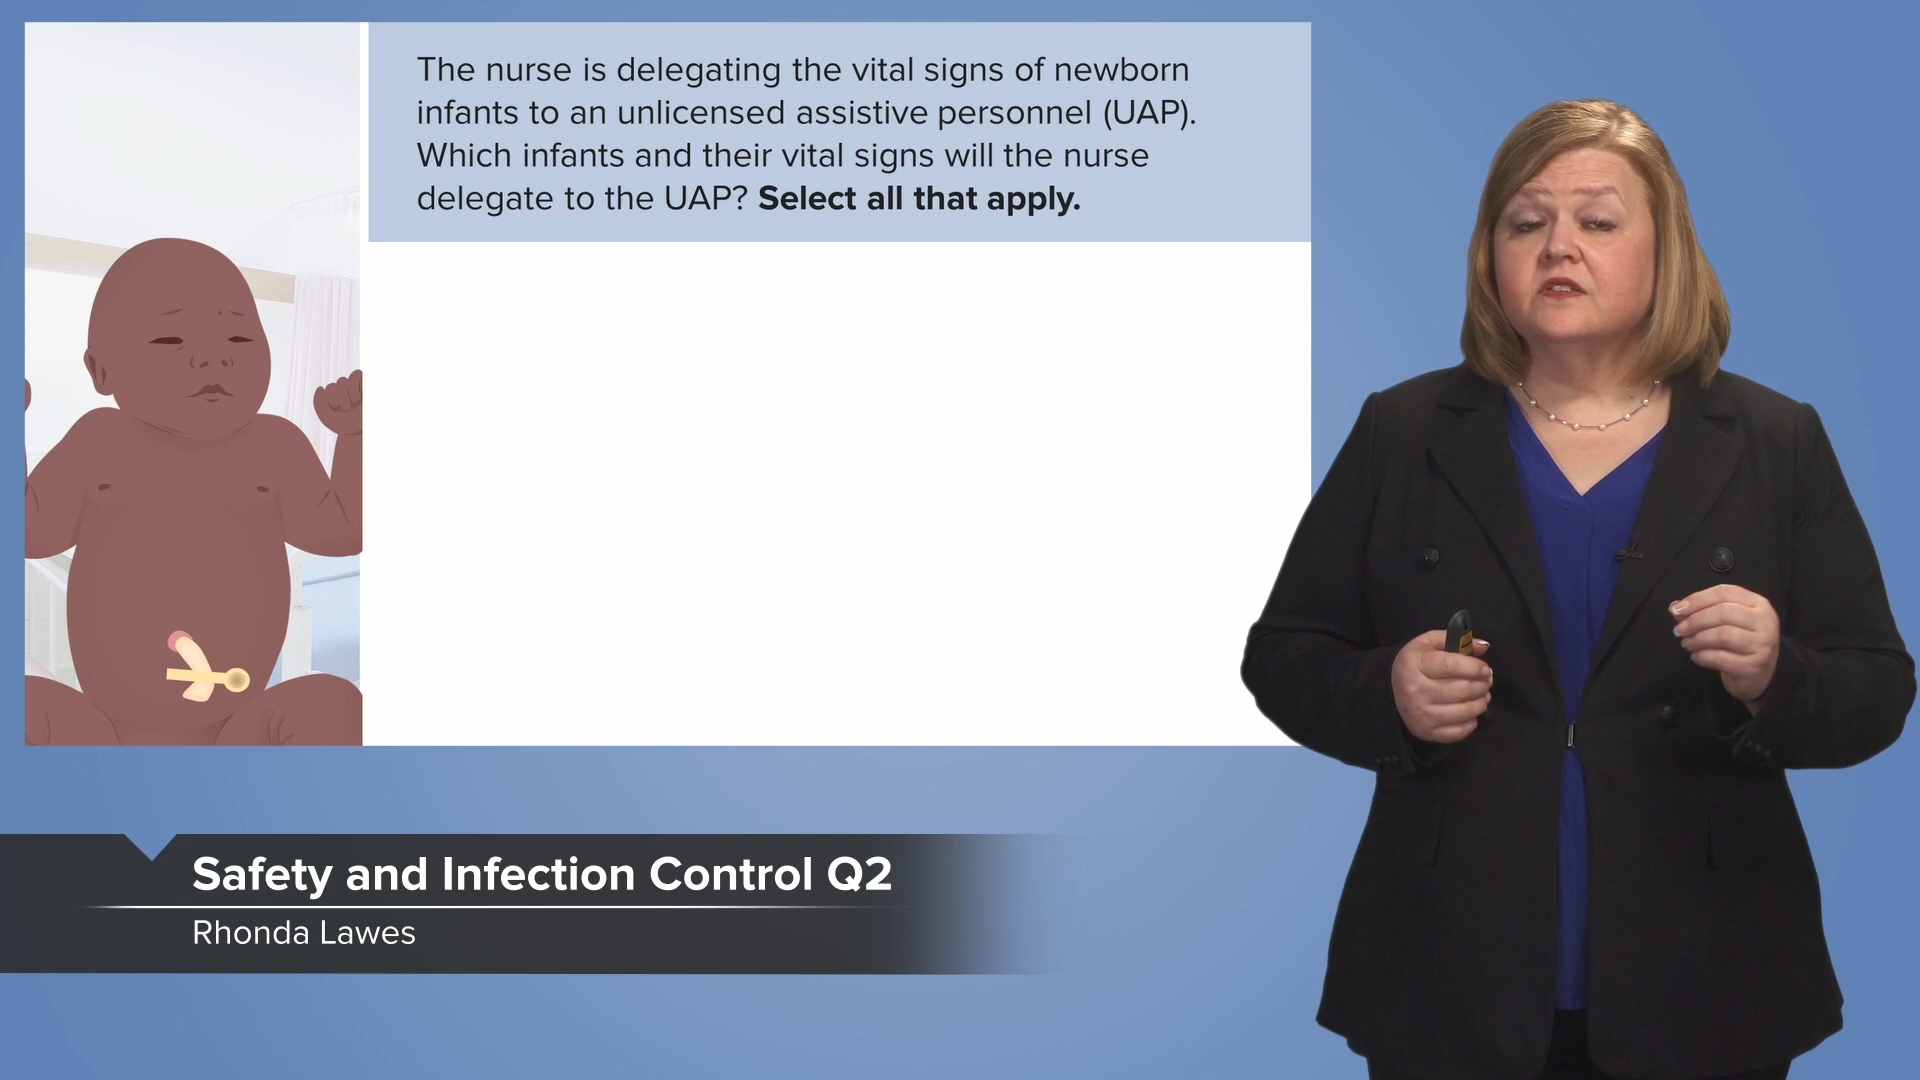 The nurse is delegating the vital signs of newborn
infants to an unlicensed assistive personnel (UAP).
Which infants and their vital signs will the nurse
delegate to the UAP? Select all that apply.
Safety and Infection Control Q2
Rhonda Lawes